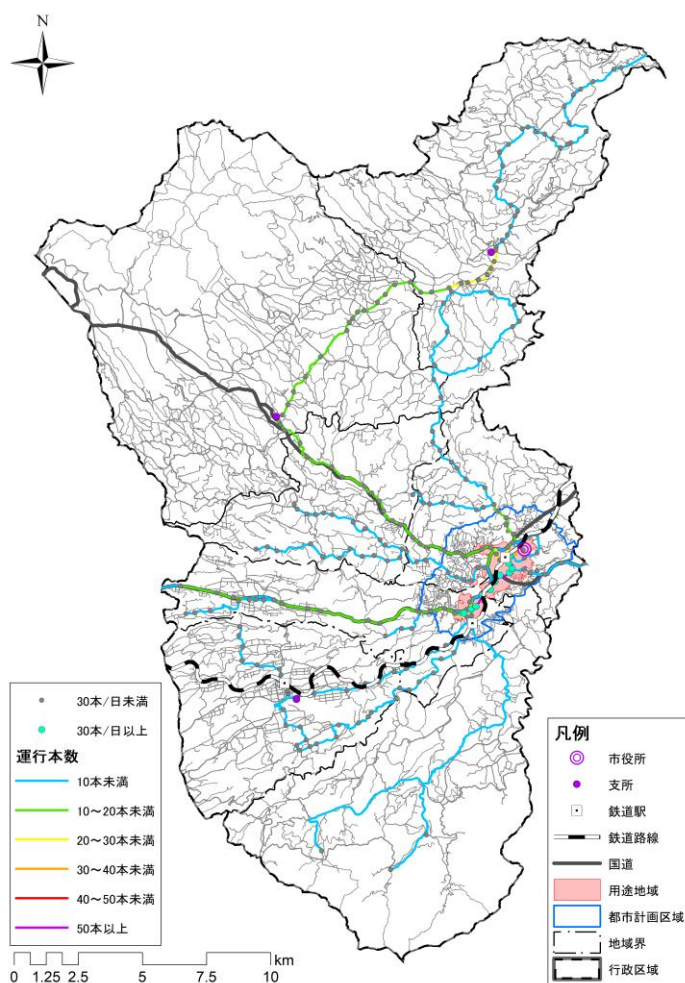 N
30本/日未満
30本/日以上
運行本数
10本未満
10～20本未満
20～30本未満
30～40本未満
40～50本未満
50本以上
km
0 1.25 2.5 5 7.5 10
凡例
市役所
支所
鉄道駅
鉄道路線
国道
用途地域
都市計画区域
地域界
行政区域